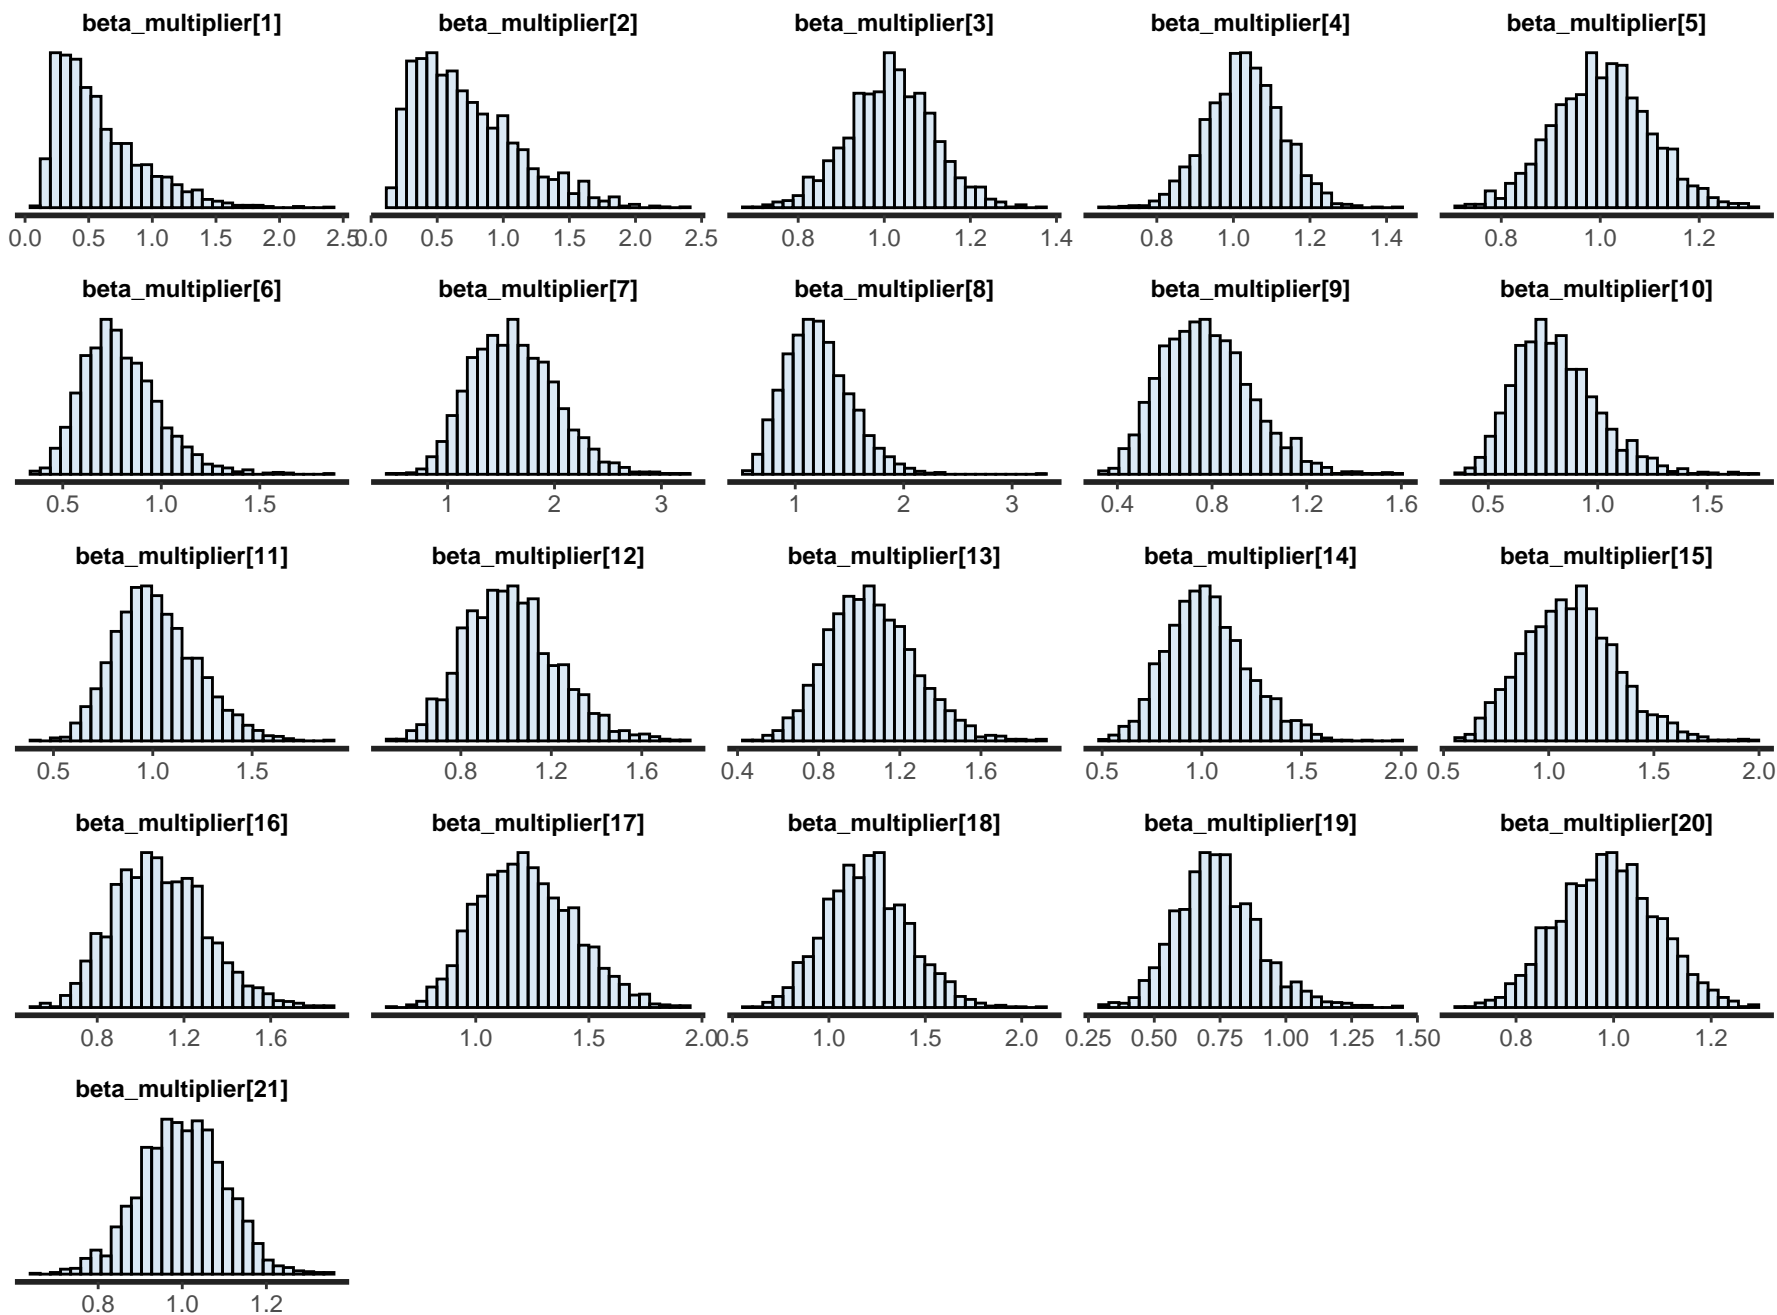 beta_multiplier[1] beta_multiplier[2] beta_multiplier[3] beta_multiplier[4] beta_multiplier[5]
0.0 0.5 1.0 1.5 2.0 2.5 0.0 0.5 1.0 1.5 2.0 2.5 0.8 1.0 1.2 1.4 0.8 1.0 1.2 1.4 0.8 1.0 1.2
beta_multiplier[6] beta_multiplier[7] beta_multiplier[8] beta_multiplier[9] beta_multiplier[10]
0.5 1.0 1.5 1 2 3 1 2 3 0.4 0.8 1.2 1.6 0.5 1.0 1.5
beta_multiplier[11] beta_multiplier[12] beta_multiplier[13] beta_multiplier[14] beta_multiplier[15]
0.5 1.0 1.5 0.8 1.2 1.6 0.4 0.8 1.2 1.6 0.5 1.0 1.5 2.0 0.5 1.0 1.5 2.0
beta_multiplier[16] beta_multiplier[17] beta_multiplier[18] beta_multiplier[19] beta_multiplier[20]
0.8 1.2 1.6 1.0 1.5 2.0 0.5 1.0 1.5 2.0 0.25 0.50 0.75 1.00 1.25 1.50 0.8 1.0 1.2
beta_multiplier[21]
0.8 1.0 1.2